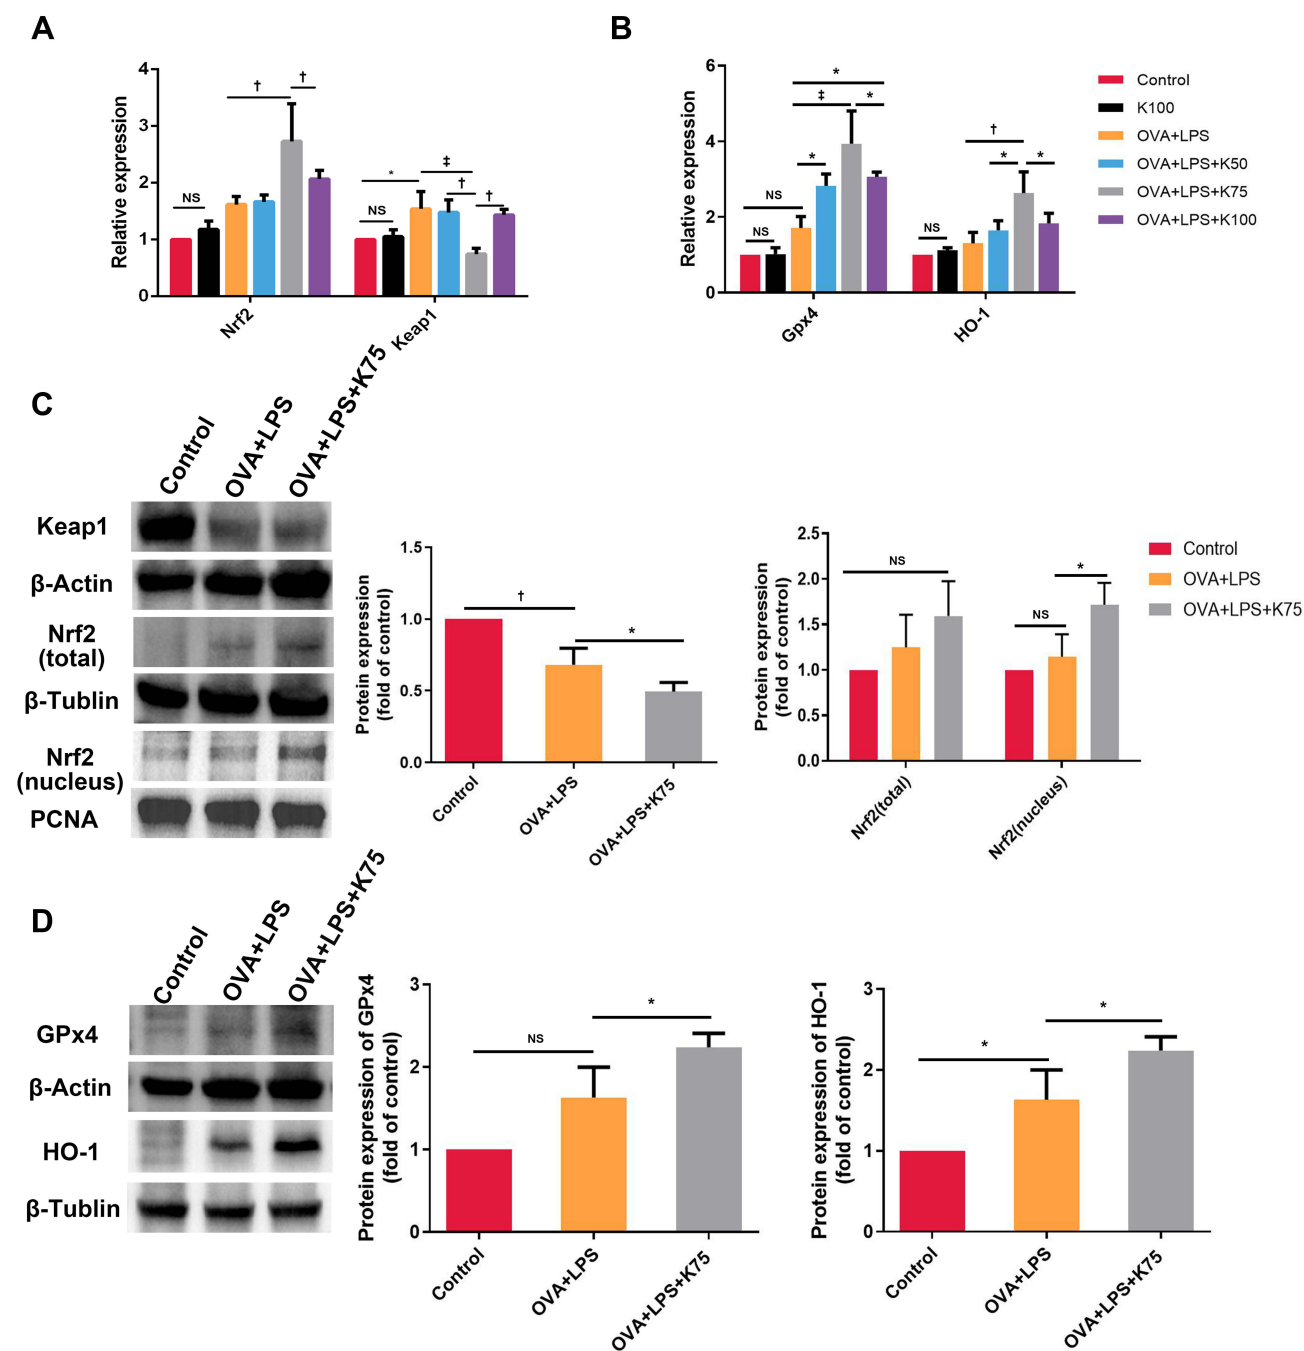 A
Relative expression
4
3
2
1
0
NS
†
†
NS
*
‡
†
†
Nrf2
Keap1
B
Relative expression
6
4
2
0
NS
NS
*
‡
*
*
NS
†
*
*
Gpx4
HO-1
Control
K100
OVA+LPS
OVA+LPS+K50
OVA+LPS+K75
OVA+LPS+K100
C
Control
OVA+LPS
OVA+LPS+K75
Keap1
β-Actin
Nrf2
(total)
β-Tublin
Nrf2
(nucleus)
PCNA
Protein expression
(fold of control)
1.5
1.0
0.5
0.0
†
*
Control
OVA+LPS
OVA+LPS+K75
Protein expression
(fold of control)
2.5
2.0
1.5
1.0
0.5
0.0
NS
NS
*
Nrf2(total)
Nrf2(nucleus)
Control
OVA+LPS
OVA+LPS+K75
D
Control
OVA+LPS
OVA+LPS+K75
GPx4
β-Actin
HO-1
β-Tublin
Protein expression of GPx4
(fold of control)
3
2
1
0
NS
*
Control
OVA+LPS
OVA+LPS+K75
Protein expression of HO-1
(fold of control)
3
2
1
0
*
*
Control
OVA+LPS
OVA+LPS+K75